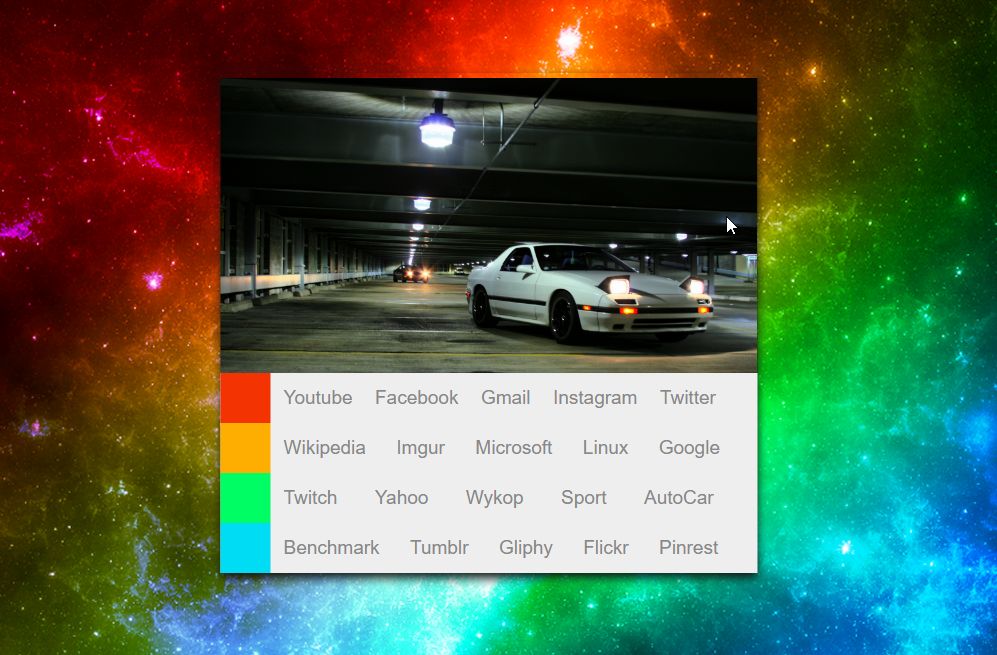 Youtube Facebook Gmail Instagram Twitter
Wikipedia Imgur Microsoft Linux Google
Twitch Yahoo Wykop Sport AutoCar
Benchmark Tumblr Gliphy Flickr Pinrest